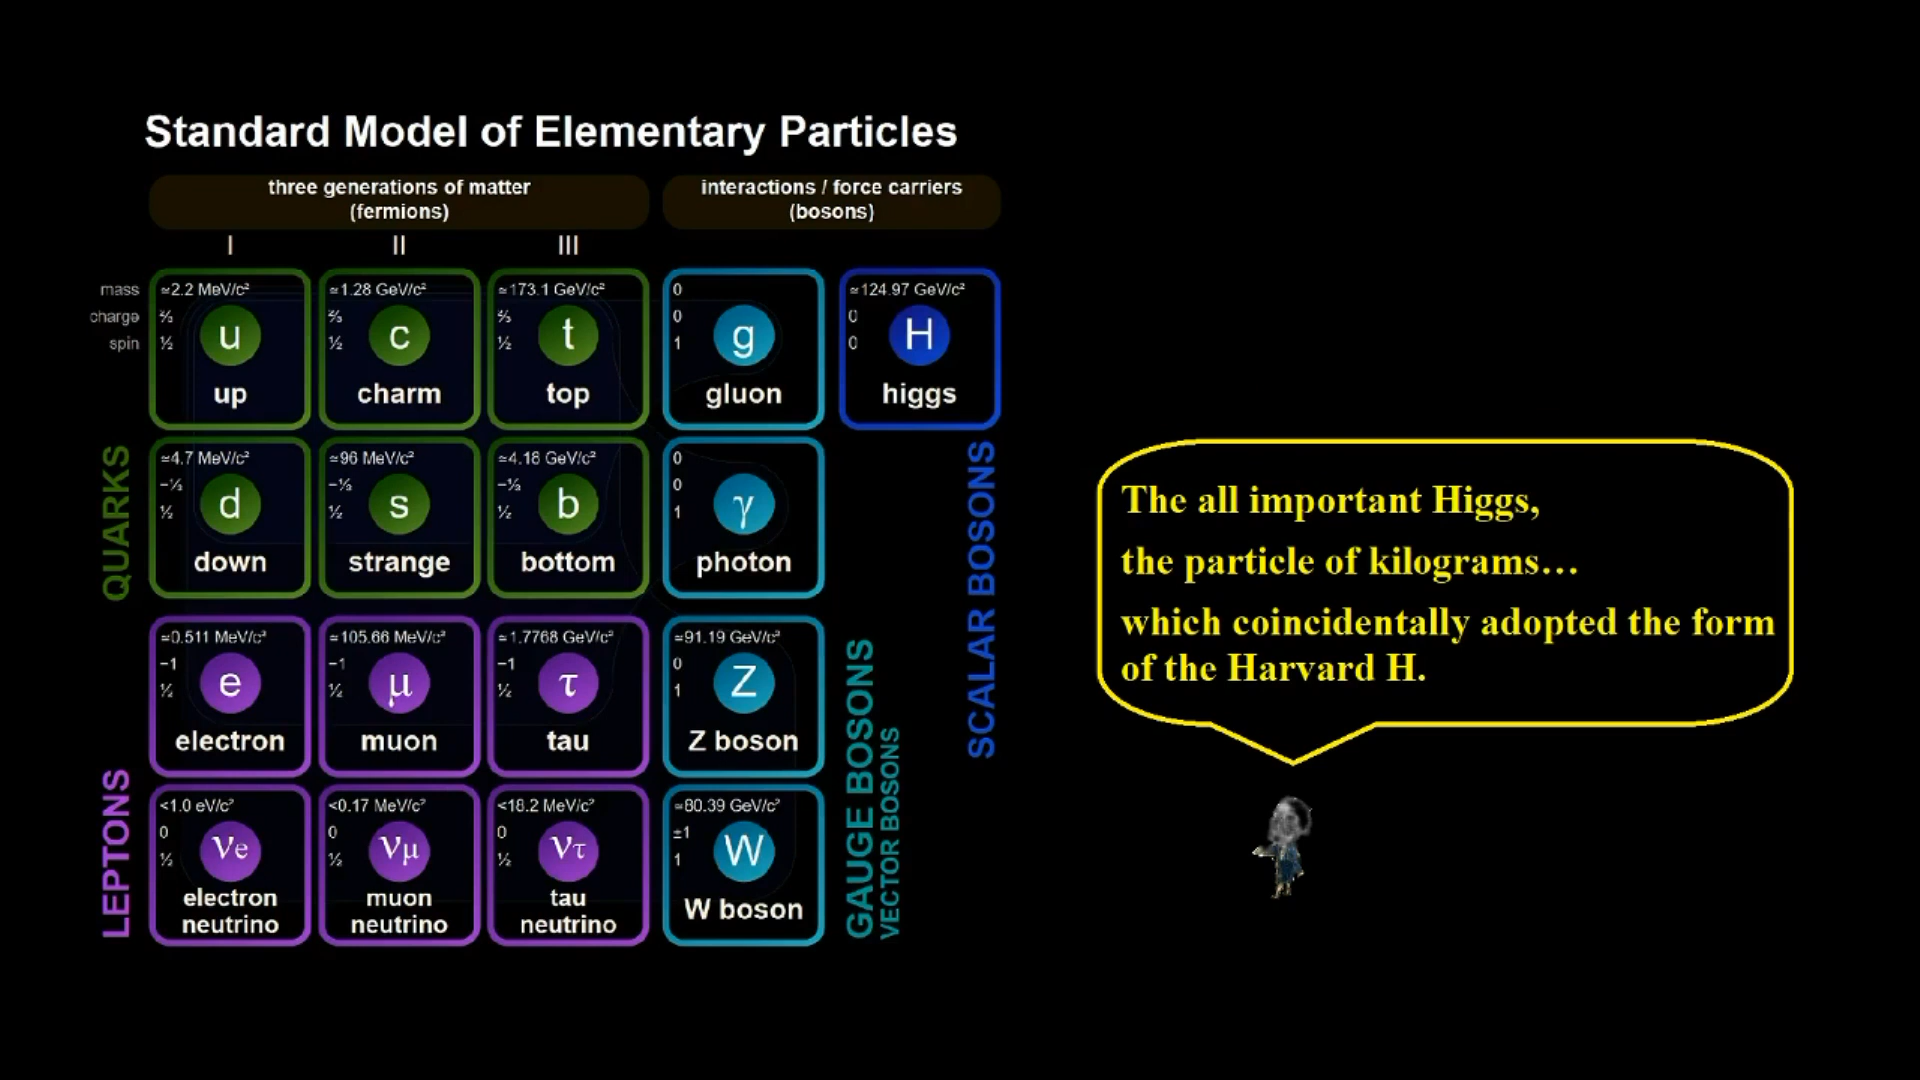 Standard Model of Elementary Particles
three generations of matter
(fermions)
interactions / force carriers
(bosons)
I II III
mass
charge
spin
≃2.2 MeV/c²
⅔
½
u
up
≃1.28 GeV/c²
⅔
½
c
charm
≃173.1 GeV/c²
⅔
½
t
top
0
0
1
g
gluon
≃124.97 GeV/c²
0
0
H
higgs
QUARKS
≃4.7 MeV/c²
−⅓
½
d
down
≃96 MeV/c²
−⅓
½
s
strange
≃4.18 GeV/c²
−⅓
½
b
bottom
0
0
1
γ
photon
SCALAR BOSONS
LEPTONS
≃0.511 MeV/c²
−1
½
e
electron
≃105.66 MeV/c²
−1
½
μ
muon
≃1.7768 GeV/c²
−1
½
τ
tau
≃91.19 GeV/c²
0
1
Z
Z boson
<1.0 eV/c²
0
½
νe
electron
neutrino
<0.17 MeV/c²
0
½
νμ
muon
neutrino
<18.2 MeV/c²
0
½
ντ
tau
neutrino
≃80.39 GeV/c²
±1
1
W
W boson
GAUGE BOSONS
VECTOR BOSONS
The all important Higgs,
the particle of kilograms…
which coincidentally adopted the form
of the Harvard H.